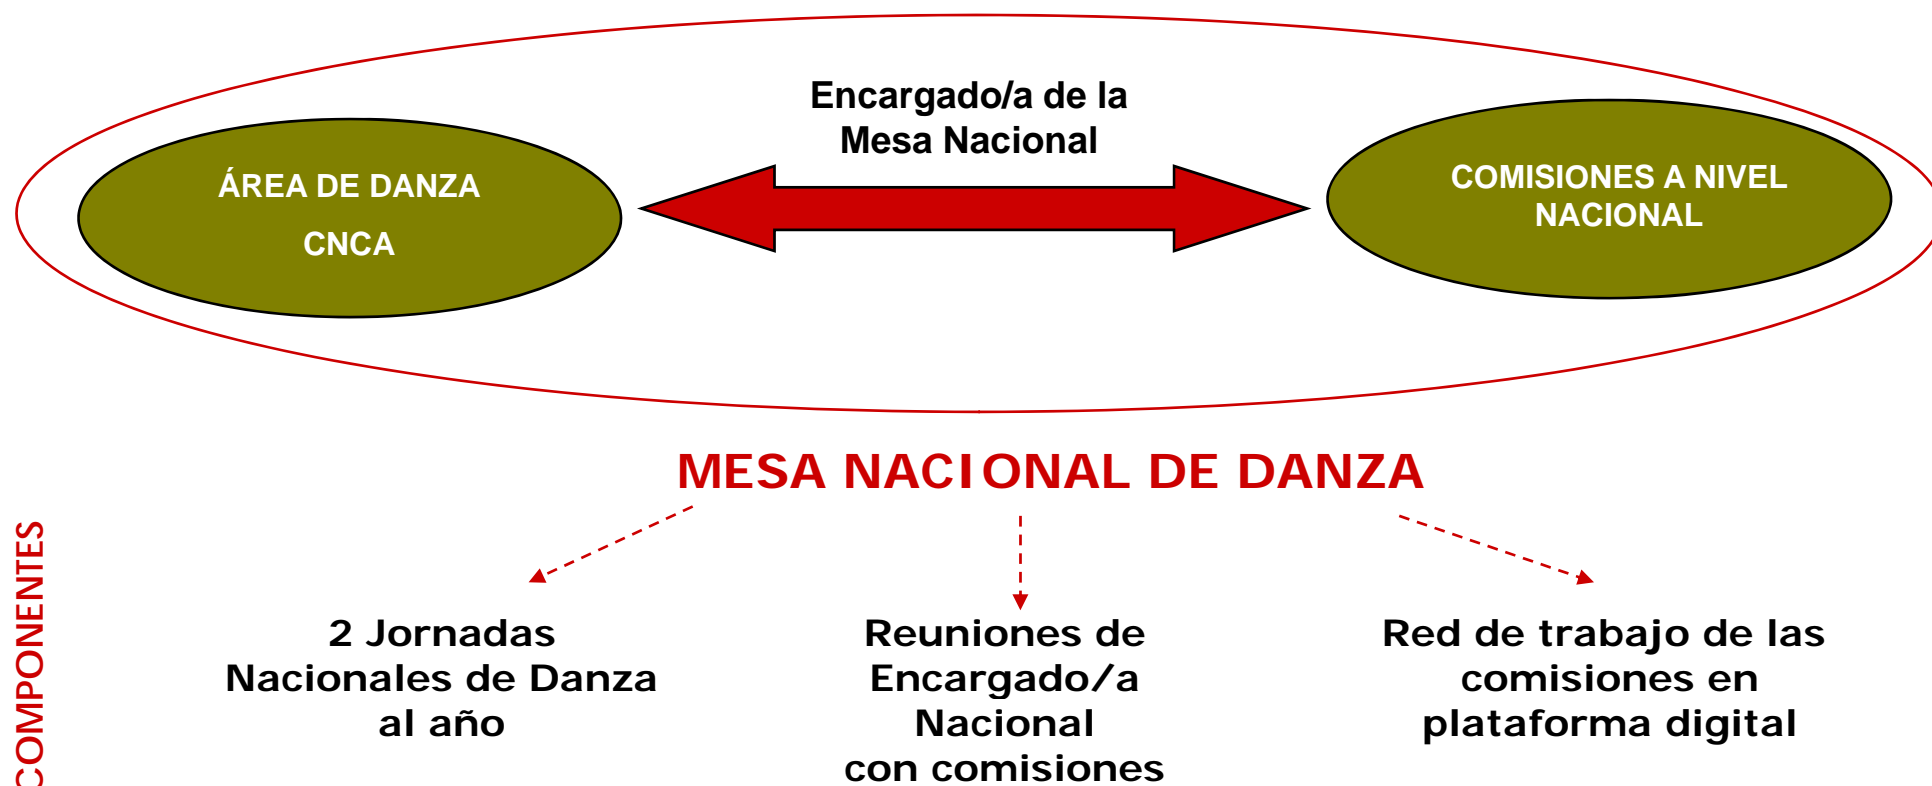 Encargado/a de la
Mesa Nacional
ÁREA DE DANZA
CNCA
COMISIONES A NIVEL
NACIONAL
MESA NACIONAL DE DANZA
COMPONENTES
2 Jornadas
Nacionales de Danza
al año
Reuniones de
Encargado/a
Nacional
con comisiones
Red de trabajo de las
comisiones en
plataforma digital